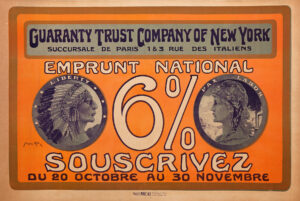 GUARANTY TRUST COMPANY OF NEW YORK
SUCCURSALE DE PARIS 1 & 3 RUE DES ITALIENS
EMPRUNT NATIONAL
LIBERTY
PAX
6%
SOUSCRIVEZ
DU 20 OCTOBRE AU 30 NOVEMBRE